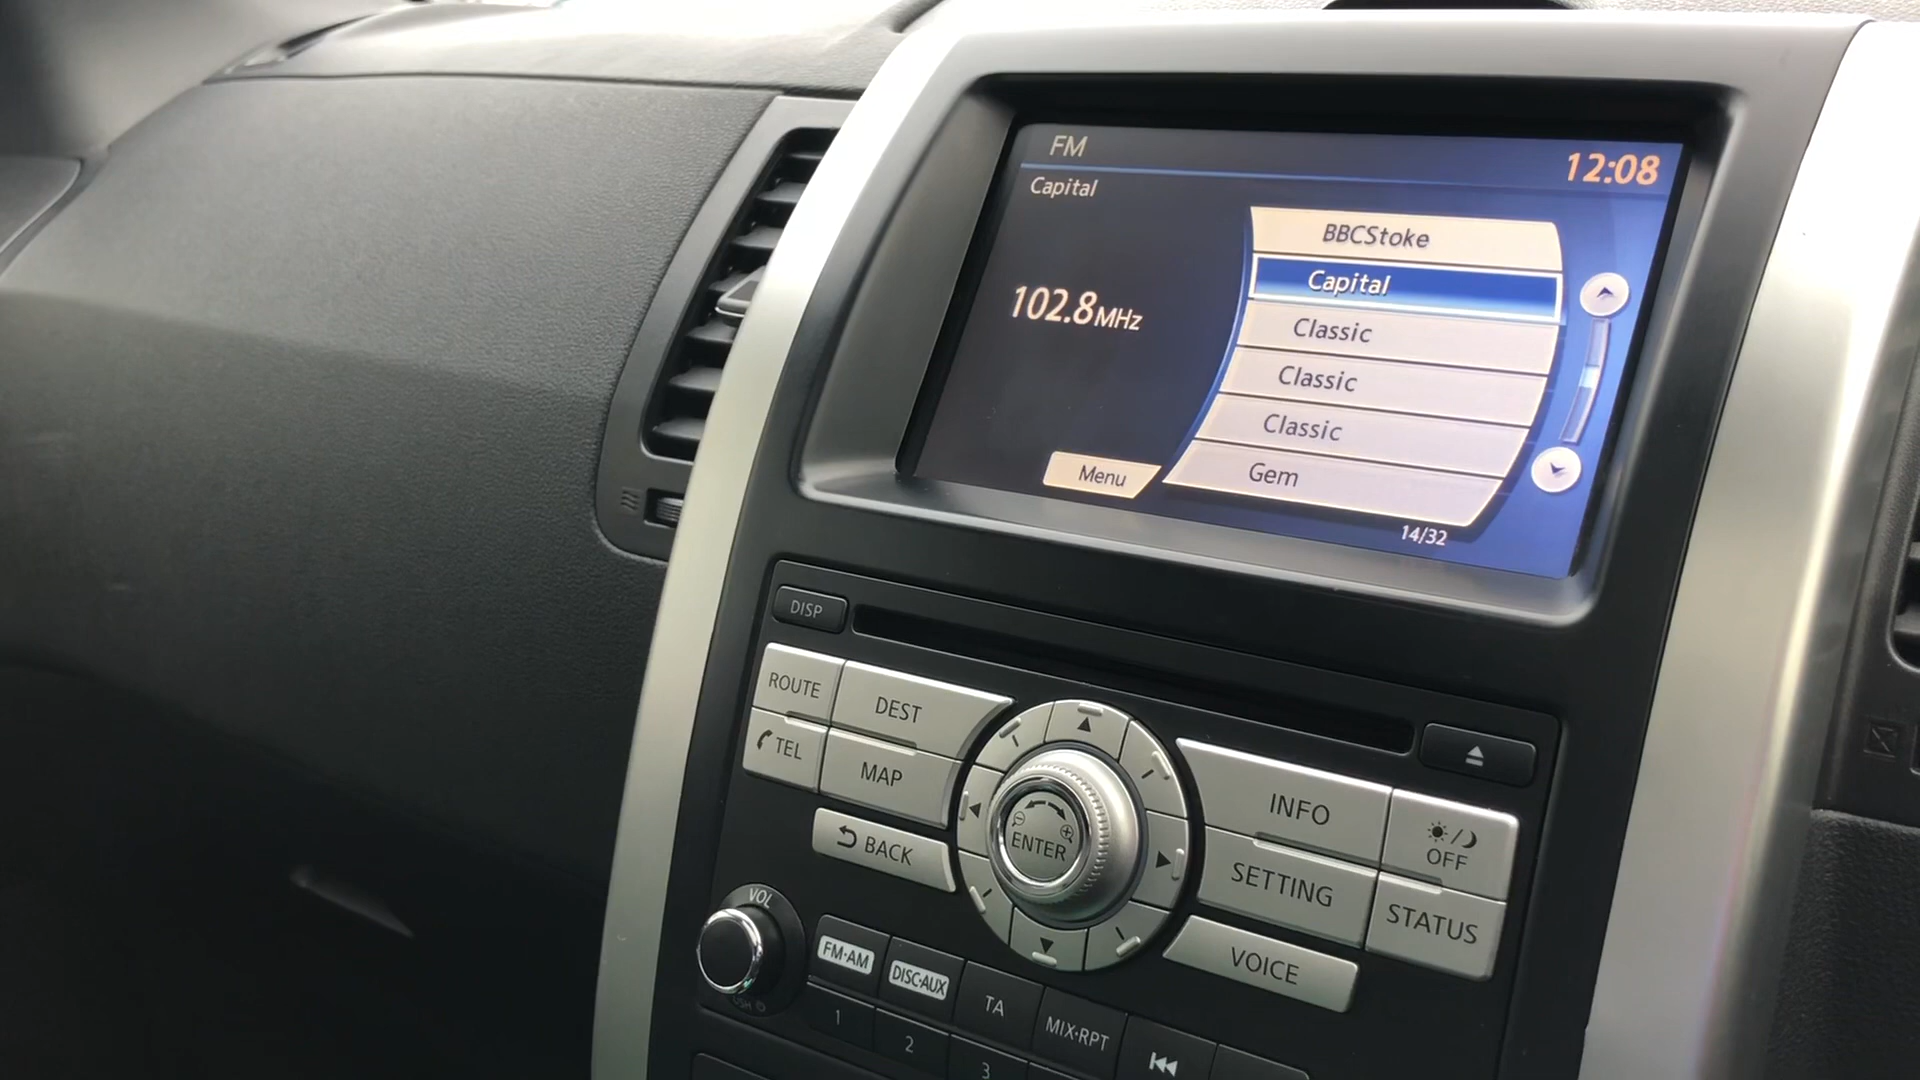 FM
12:08
Capital
BBCStoke
Capital
102.8MHz
Classic
Classic
Classic
Gem
Menu
14/32
DISP
ROUTE
DEST
TEL
MAP
BACK
ENTER
INFO
OFF
SETTING
STATUS
VOICE
VOL
FM·AM
DISC·AUX
TA
MIX·RPT
1
2
3